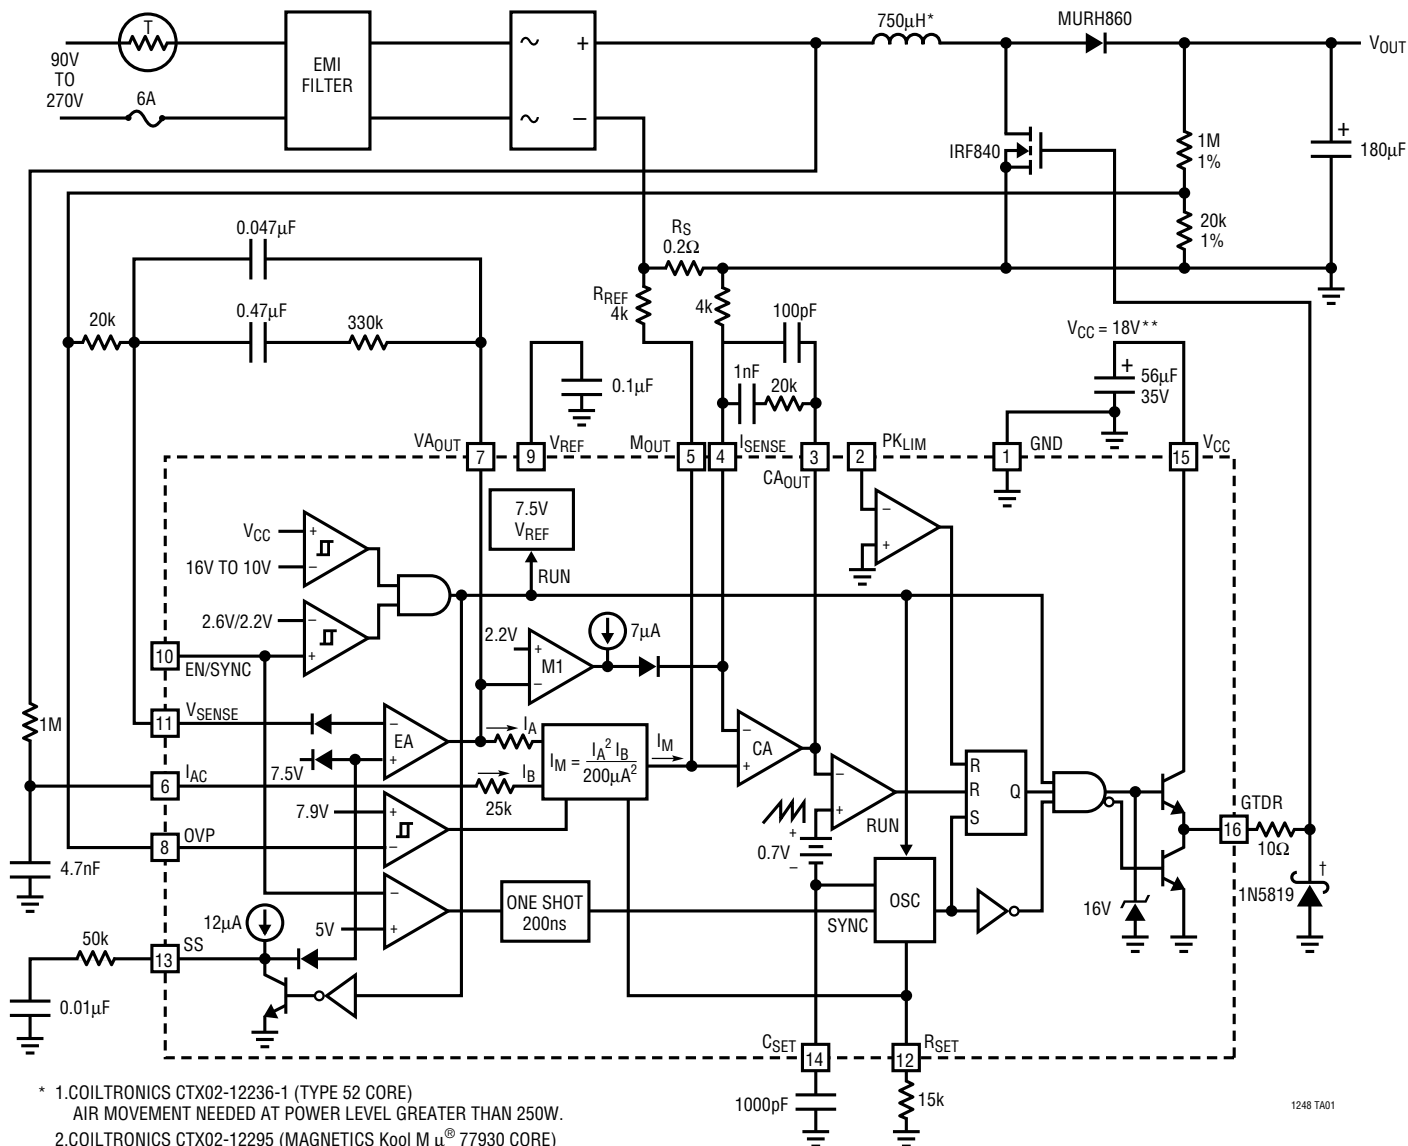 750µH*
MURH860
T
VOUT
90V
TO
270V
EMI
FILTER
~
+
6A
~
–
IRF840
1M
1%
+
180µF
20k
1%
0.047µF
RS
0.2Ω
RREF
4k
4k
100pF
20k
0.47µF
330k
VCC = 18V**
0.1µF
1nF
20k
+
56µF
35V
VAOUT
7
9
VREF
MOUT
5
4
ISENSE
3
CAOUT
2
PKLIM
1
GND
15
VCC
7.5V
VREF
VCC
+
16V TO 10V
–
RUN
–
+
2.6V/2.2V
–
+
10
EN/SYNC
2.2V
+
–
M1
7µA
1M
11
VSENSE
–
EA
+
IA
IM = IA² IB
200µA²
IM
–
CA
+
7.5V
6
IAC
IB
25k
–
+
RUN
R
R
S
Q
GTDR
16
10Ω
7.9V
+
–
8
OVP
+
0.7V
–
4.7nF
†
1N5819
16V
–
+
5V
ONE SHOT
200ns
SYNC
OSC
12µA
50k
13
SS
0.01µF
CSET
14
12
RSET
1000pF
15k
* 1.COILTRONICS CTX02-12236-1 (TYPE 52 CORE)
AIR MOVEMENT NEEDED AT POWER LEVEL GREATER THAN 250W.
2.COILTRONICS CTX02-12295 (MAGNETICS Kool M µ® 77930 CORE)
1248 TA01